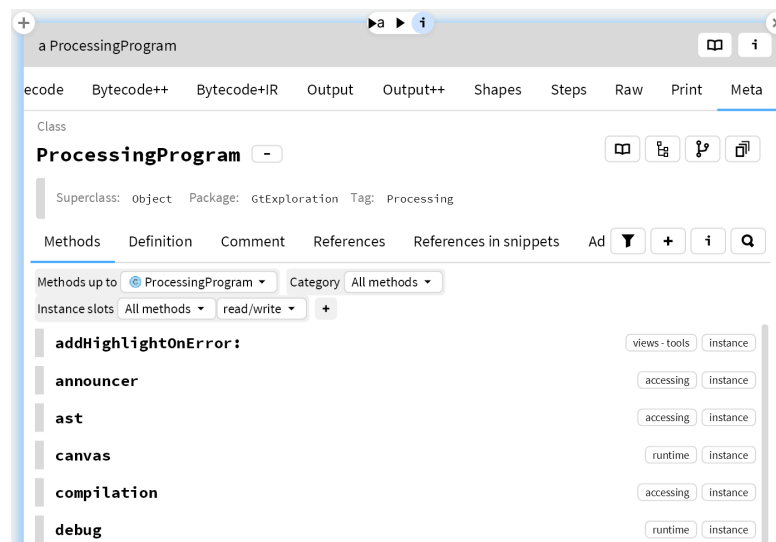 a
i
a ProcessingProgram
i
ecode Bytecode++ Bytecode+IR Output Output++ Shapes Steps Raw Print Meta
Class
ProcessingProgram -
Superclass: Object Package: GtExploration Tag: Processing
Methods Definition Comment References References in snippets Ad + i
Methods up to © ProcessingProgram Category All methods
Instance slots All methods read/write +
addHighlightOnError: views - tools instance
announcer accessing instance
ast accessing instance
canvas runtime instance
compilation accessing instance
debug runtime instance